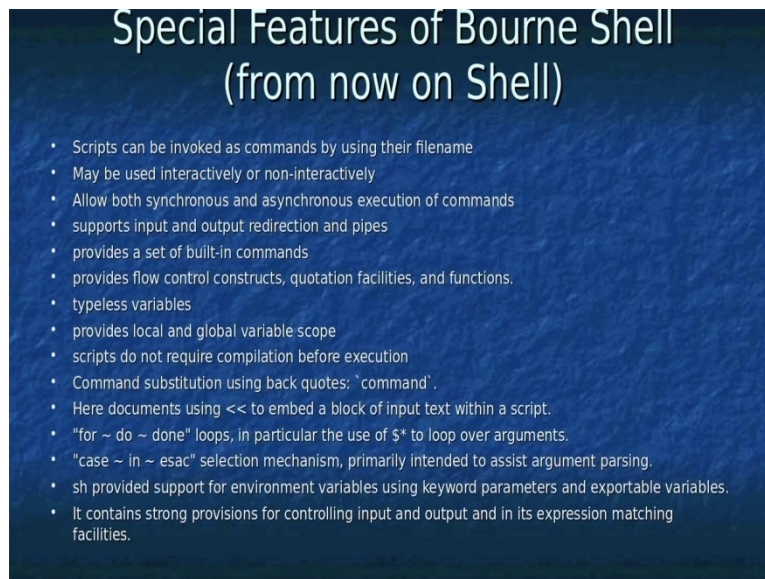 Special Features of Bourne Shell
(from now on Shell)
• Scripts can be invoked as commands by using their filename
• May be used interactively or non-interactively
• Allow both synchronous and asynchronous execution of commands
• supports input and output redirection and pipes
• provides a set of built-in commands
• provides flow control constructs, quotation facilities, and functions.
• typeless variables
• provides local and global variable scope
• scripts do not require compilation before execution
• Command substitution using back quotes: `command`.
• Here documents using << to embed a block of input text within a script.
• "for ~ do ~ done" loops, in particular the use of $* to loop over arguments.
• "case ~ in ~ esac" selection mechanism, primarily intended to assist argument parsing.
• sh provided support for environment variables using keyword parameters and exportable variables.
• It contains strong provisions for controlling input and output and in its expression matching
facilities.